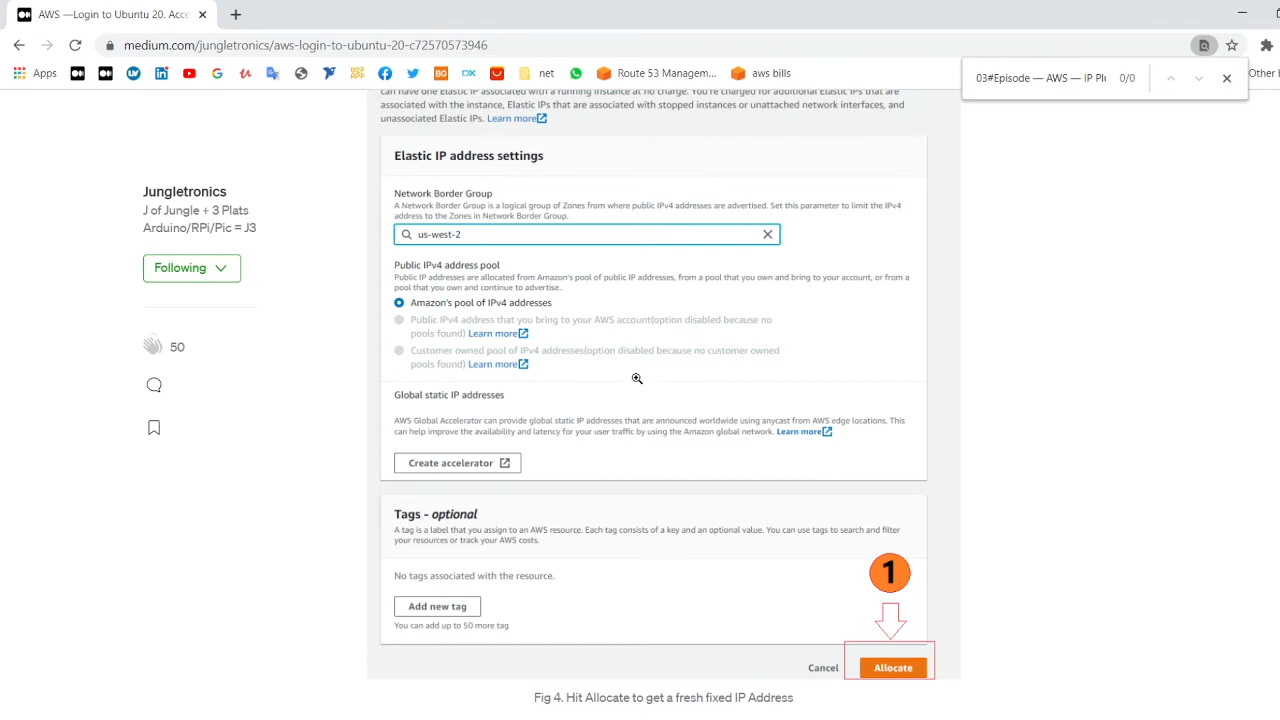 AWS —Login to Ubuntu 20. Acce
medium.com/jungletronics/aws-login-to-ubuntu-20-c72570573946
Apps
net
Route 53 Managem...
aws bills
Other b
03#Episode — AWS — IP Pl
0/0
can have one Elastic IP associated with a running instance at no charge. You're charged for additional Elastic IPs that are
associated with the instance, Elastic IPs that are associated with stopped instances or unattached network interfaces, and
unassociated Elastic IPs. Learn more
Elastic IP address settings
Network Border Group
A Network Border Group is a logical group of Zones from where public IPv4 addresses are advertised. Set this parameter to limit the IPv4
address to the Zones in Network Border Group.
us-west-2
Public IPv4 address pool
Public IP addresses are allocated from Amazon's pool of public IP addresses, from a pool that you own and bring to your account, or from a
pool that you own and continue to advertise..
Amazon's pool of IPv4 addresses
Public IPv4 address that you bring to your AWS account(option disabled because no
pools found) Learn more
Customer owned pool of IPv4 addresses(option disabled because no customer owned
pools found) Learn more
Global static IP addresses
AWS Global Accelerator can provide global static IP addresses that are announced worldwide using anycast from AWS edge locations. This
can help improve the availability and latency for your user traffic by using the Amazon global network. Learn more
Create accelerator
Tags - optional
A tag is a label that you assign to an AWS resource. Each tag consists of a key and an optional value. You can use tags to search and filter
your resources or track your AWS costs.
No tags associated with the resource.
Add new tag
You can add up to 50 more tag
1
Cancel
Allocate
Fig 4. Hit Allocate to get a fresh fixed IP Address
Jungletronics
J of Jungle + 3 Plats
Arduino/RPi/Pic = J3
Following
50